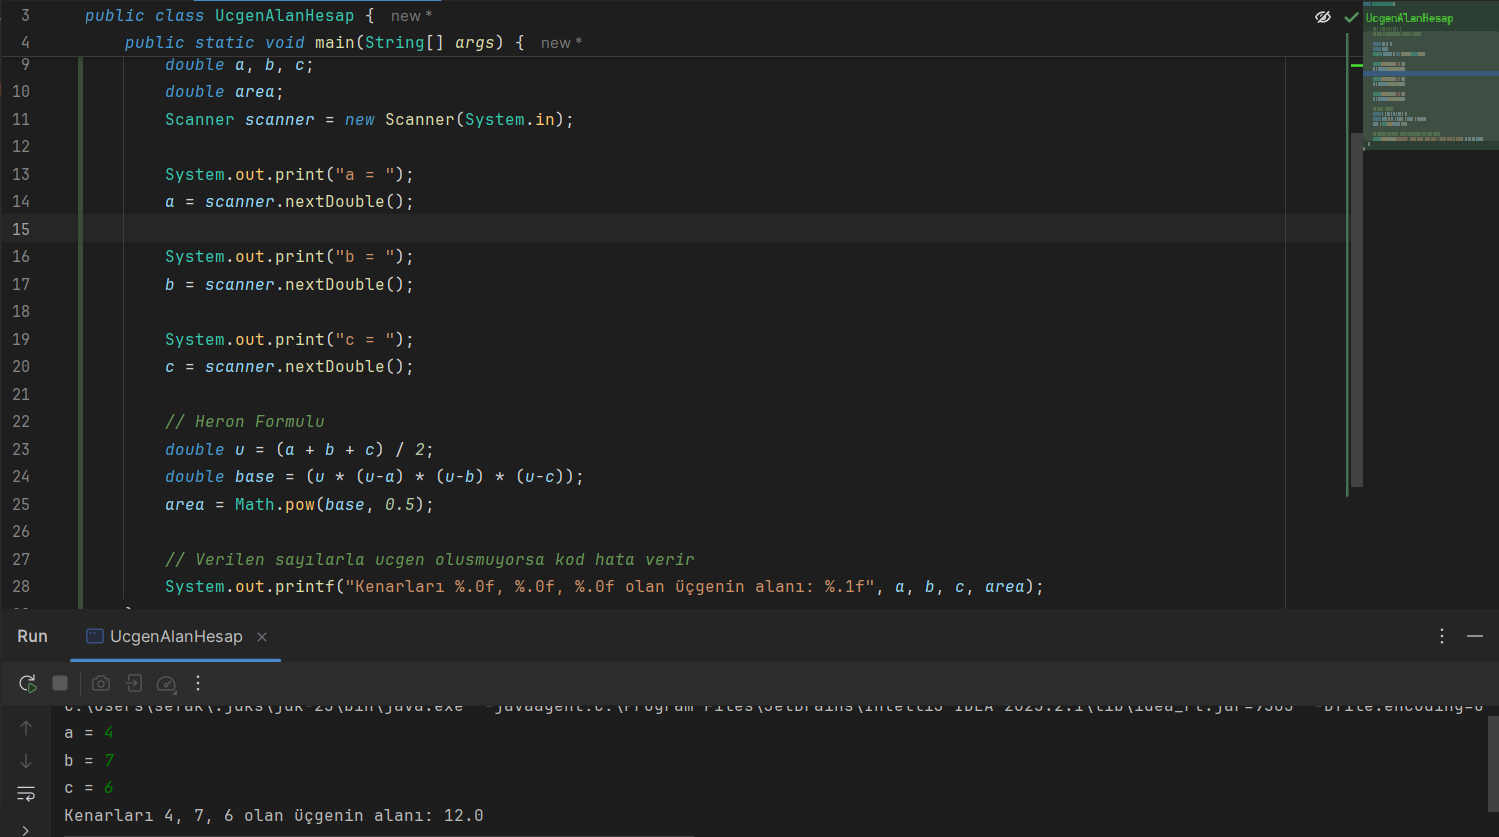 3 public class UcgenAlanHesap { new *
4 public static void main(String[] args) { new *
9 double a, b, c;
10 double area;
11 Scanner scanner = new Scanner(System.in);
12
13 System.out.print("a = ");
14 a = scanner.nextDouble();
15
16 System.out.print("b = ");
17 b = scanner.nextDouble();
18
19 System.out.print("c = ");
20 c = scanner.nextDouble();
21
22 // Heron Formulu
23 double u = (a + b + c) / 2;
24 double base = (u * (u-a) * (u-b) * (u-c));
25 area = Math.pow(base, 0.5);
26
27 // Verilen sayılarla ucgen olusmuyorsa kod hata verir
28 System.out.printf("Kenarları %.0f, %.0f, %.0f olan üçgenin alanı: %.1f", a, b, c, area);
UcgenAlanHesap
Run UcgenAlanHesap
a = 4
b = 7
c = 6
Kenarları 4, 7, 6 olan üçgenin alanı: 12.0